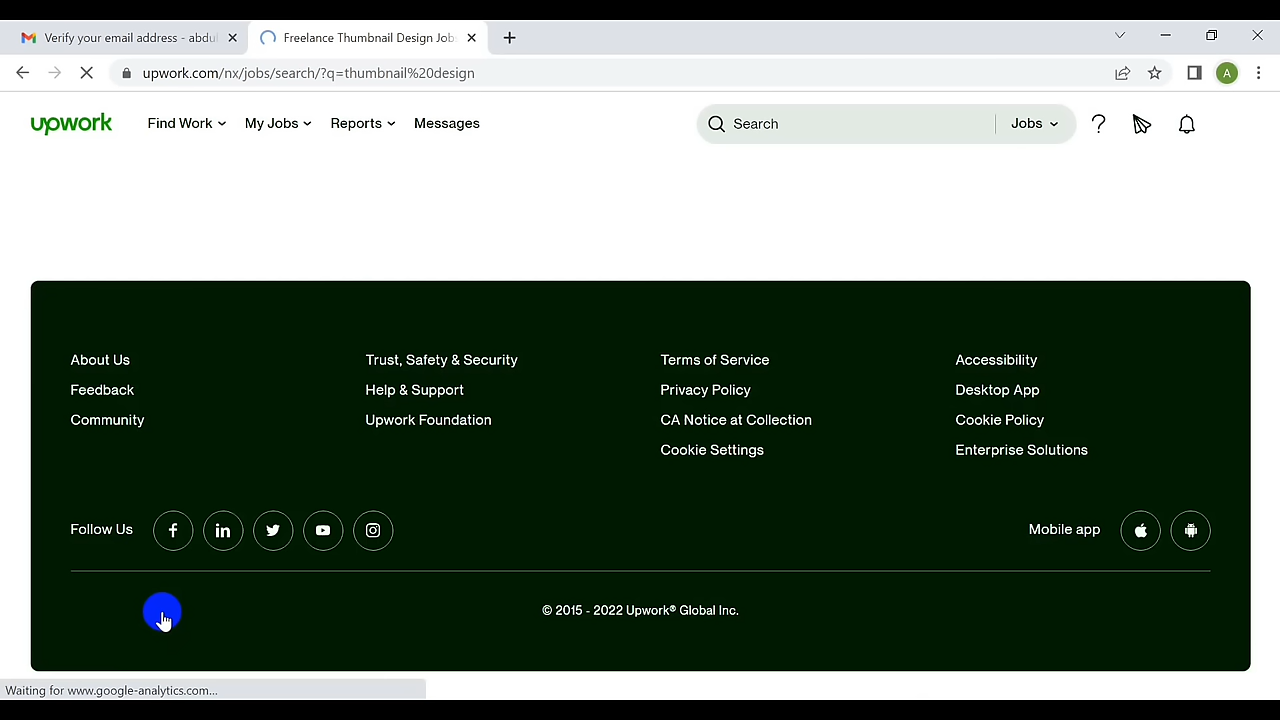 Verify your email address - abdul
Freelance Thumbnail Design Job
upwork.com/nx/jobs/search/?q=thumbnail%20design
A
upwork
Find Work
My Jobs
Reports
Messages
Search
Jobs
?
About Us
Trust, Safety & Security
Terms of Service
Accessibility
Feedback
Help & Support
Privacy Policy
Desktop App
Community
Upwork Foundation
CA Notice at Collection
Cookie Policy
Cookie Settings
Enterprise Solutions
Follow Us
Mobile app
© 2015 - 2022 Upwork® Global Inc.
Waiting for www.google-analytics.com...